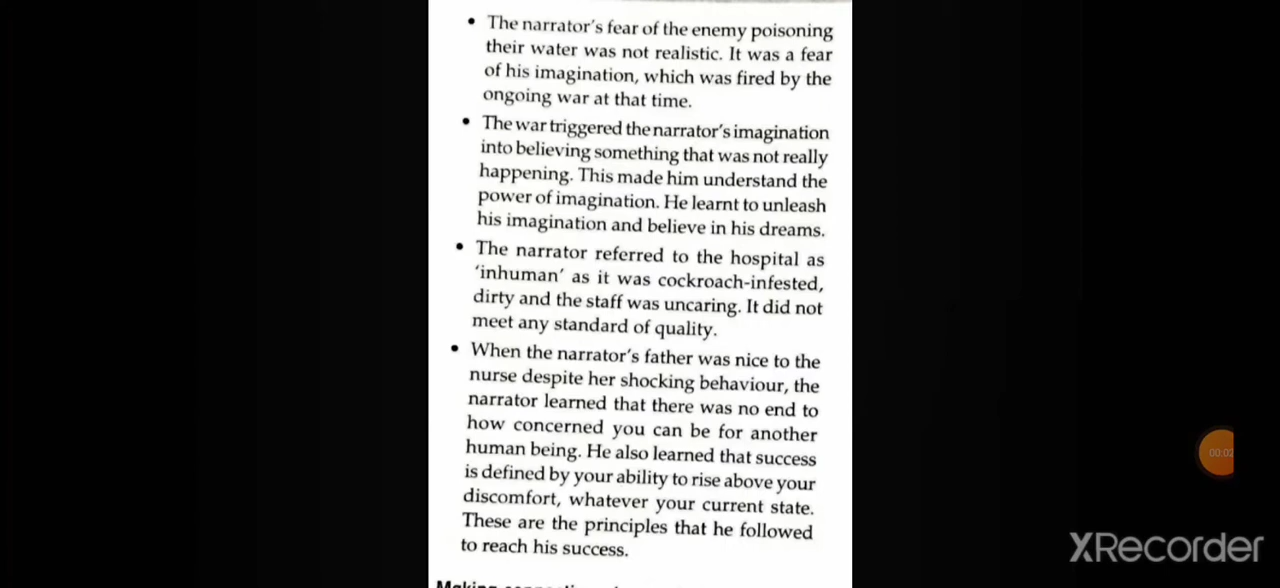 • The narrator's fear of the enemy poisoning
their water was not realistic. It was a fear
of his imagination, which was fired by the
ongoing war at that time.
• The war triggered the narrator's imagination
into believing something that was not really
happening. This made him understand the
power of imagination. He learnt to unleash
his imagination and believe in his dreams.
• The narrator referred to the hospital as
'inhuman' as it was cockroach-infested,
dirty and the staff was uncaring. It did not
meet any standard of quality.
• When the narrator's father was nice to the
nurse despite her shocking behaviour, the
narrator learned that there was no end to
how concerned you can be for another
human being. He also learned that success
is defined by your ability to rise above your
discomfort, whatever your current state.
These are the principles that he followed
to reach his success.
00:02
XRecorder